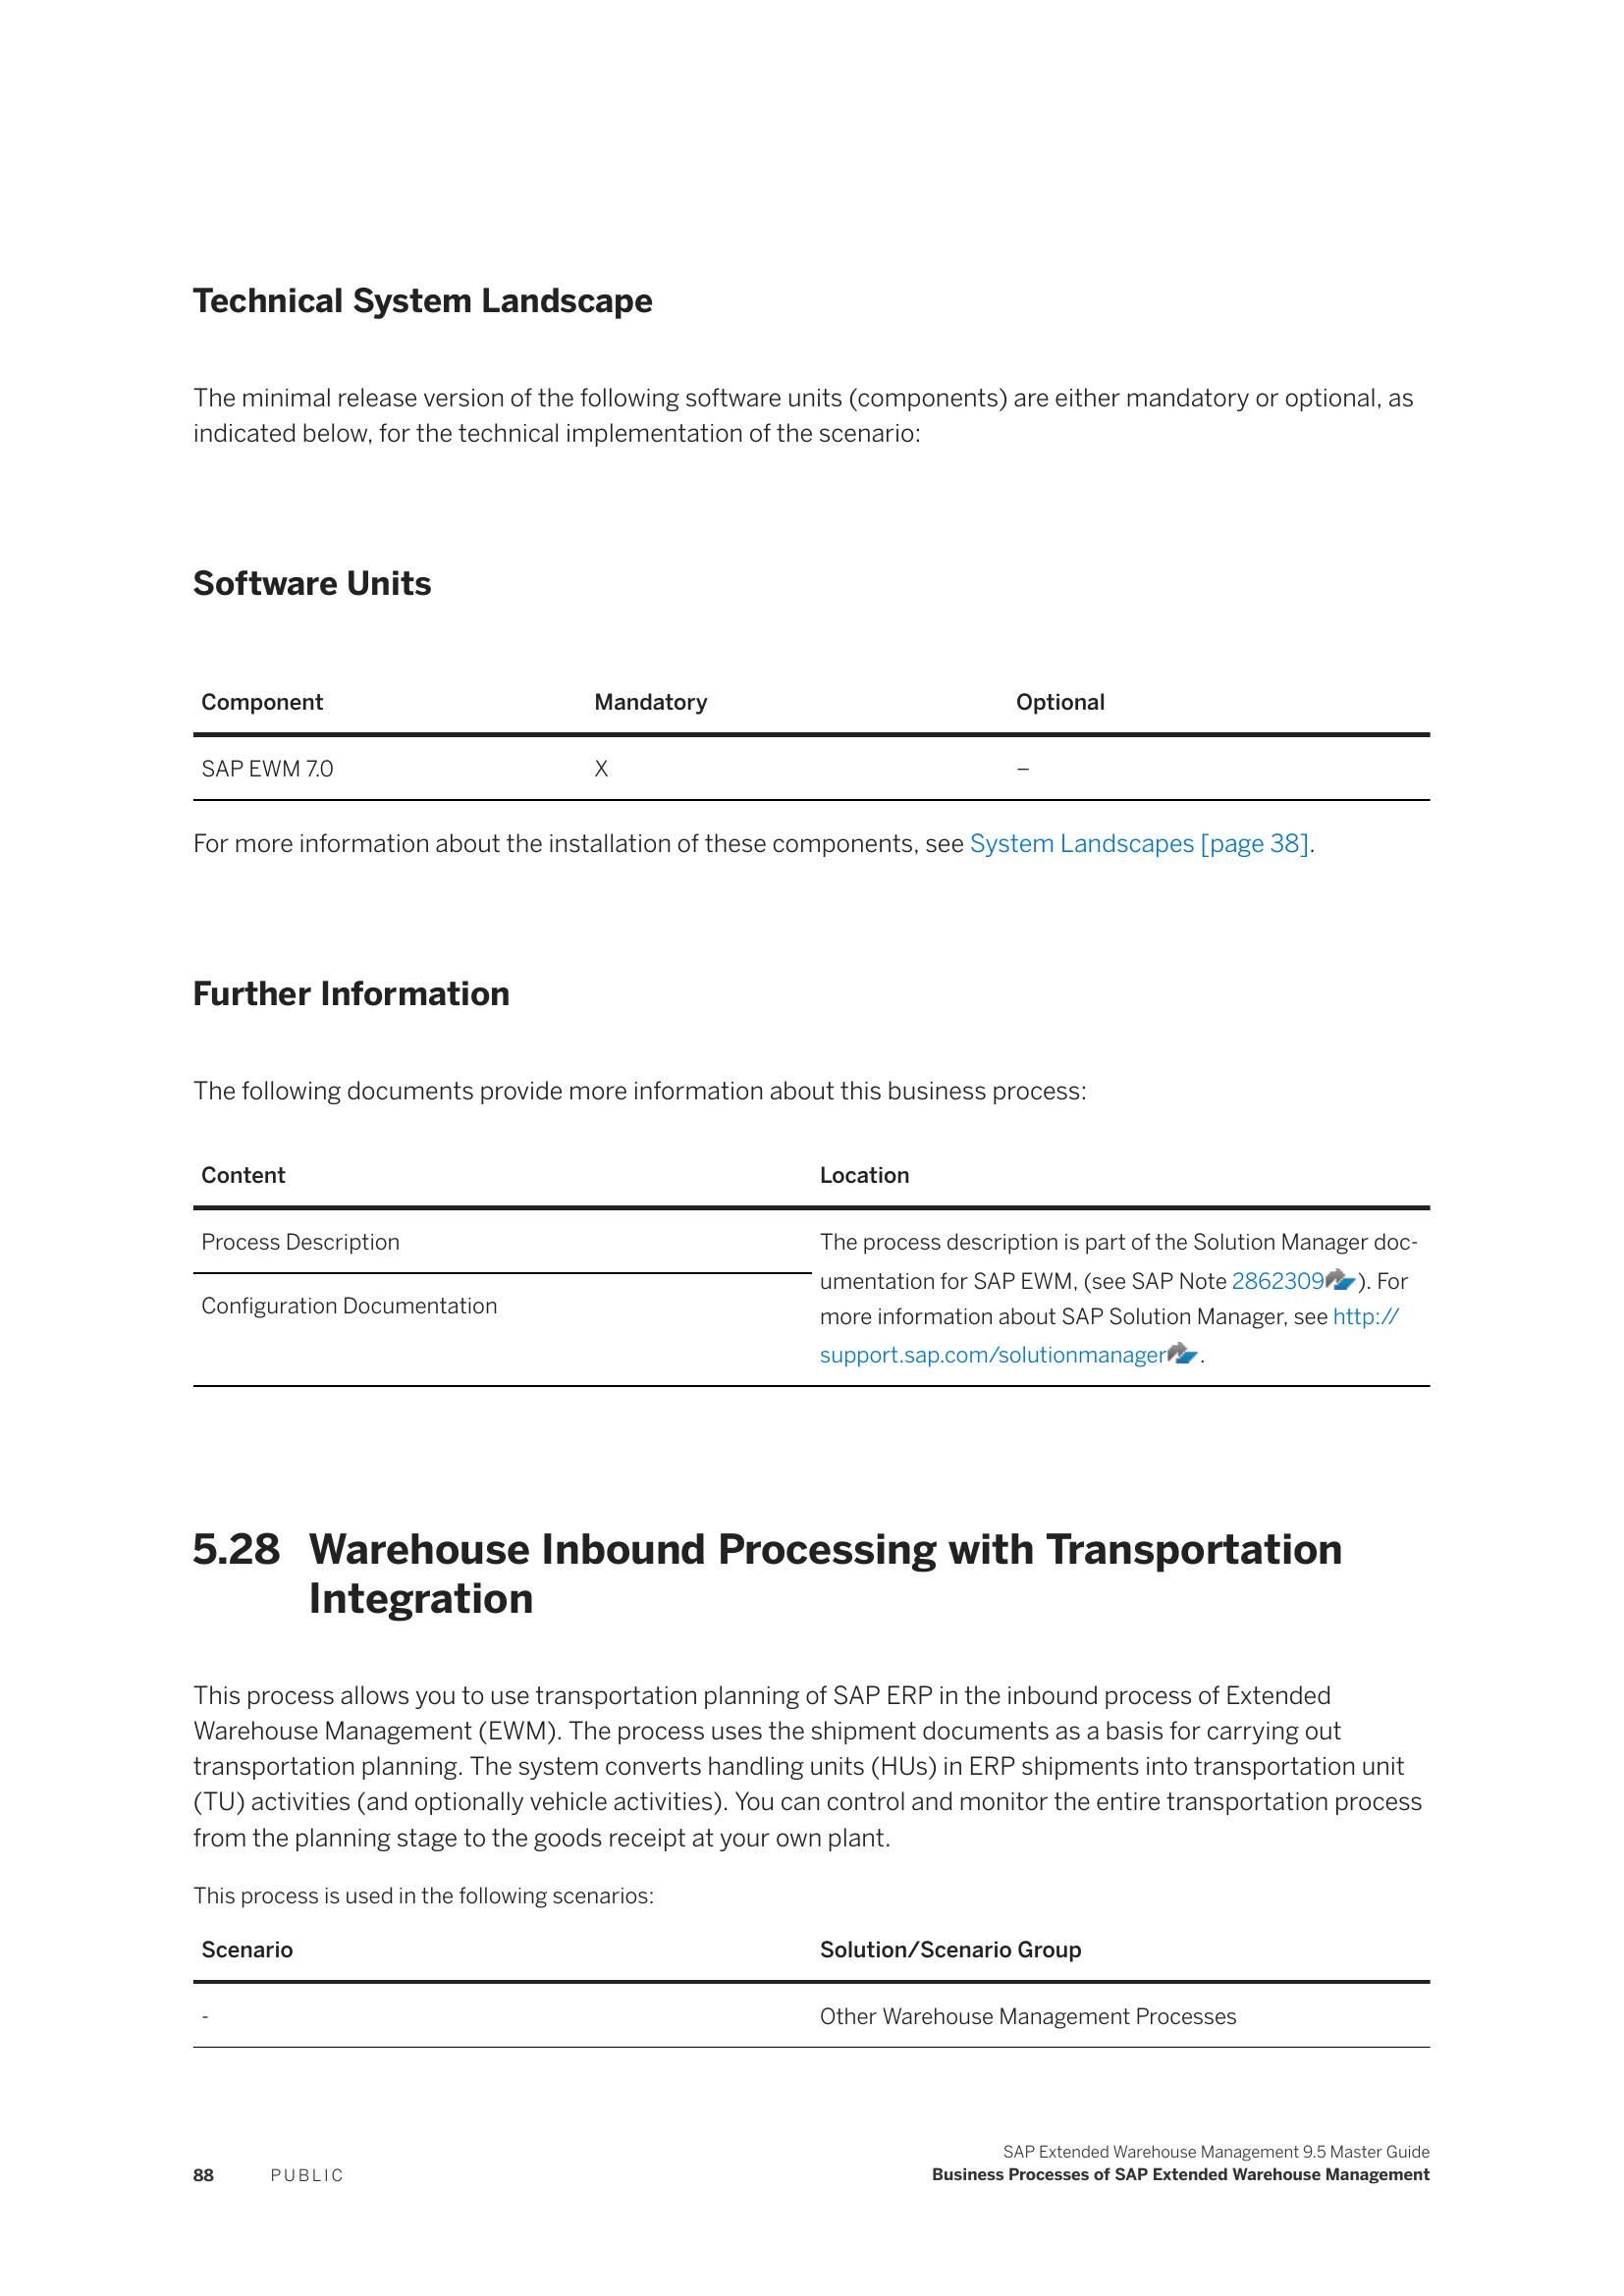 Technical System Landscape
The minimal release version of the following software units (components) are either mandatory or optional, as
indicated below, for the technical implementation of the scenario:
Software Units
Component Mandatory Optional
SAP EWM 7.0 X –
For more information about the installation of these components, see System Landscapes [page 38].
Further Information
The following documents provide more information about this business process:
Content Location
Process Description
Configuration Documentation
The process description is part of the Solution Manager doc-
umentation for SAP EWM, (see SAP Note 2862309). For
more information about SAP Solution Manager, see http://
support.sap.com/solutionmanager.
5.28 Warehouse Inbound Processing with Transportation
Integration
This process allows you to use transportation planning of SAP ERP in the inbound process of Extended
Warehouse Management (EWM). The process uses the shipment documents as a basis for carrying out
transportation planning. The system converts handling units (HUs) in ERP shipments into transportation unit
(TU) activities (and optionally vehicle activities). You can control and monitor the entire transportation process
from the planning stage to the goods receipt at your own plant.
This process is used in the following scenarios:
Scenario Solution/Scenario Group
- Other Warehouse Management Processes
SAP Extended Warehouse Management 9.5 Master Guide
88 PUBLIC Business Processes of SAP Extended Warehouse Management